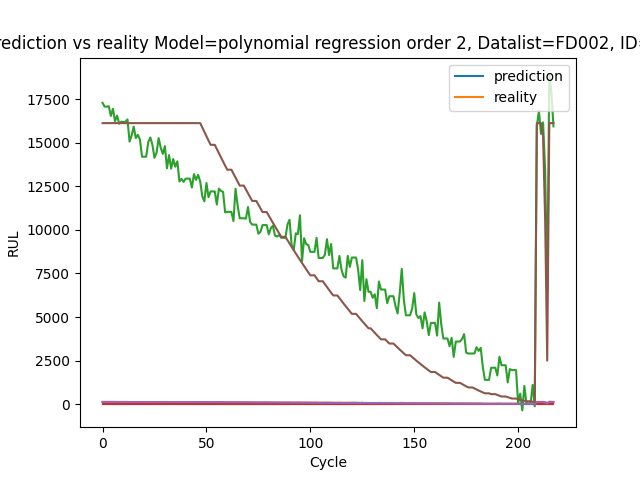 rediction vs reality Model=polynomial regression order 2, Datalist=FD002, ID=
prediction
reality
RUL
17500
15000
12500
10000
7500
5000
2500
0
0 50 100 150 200
Cycle